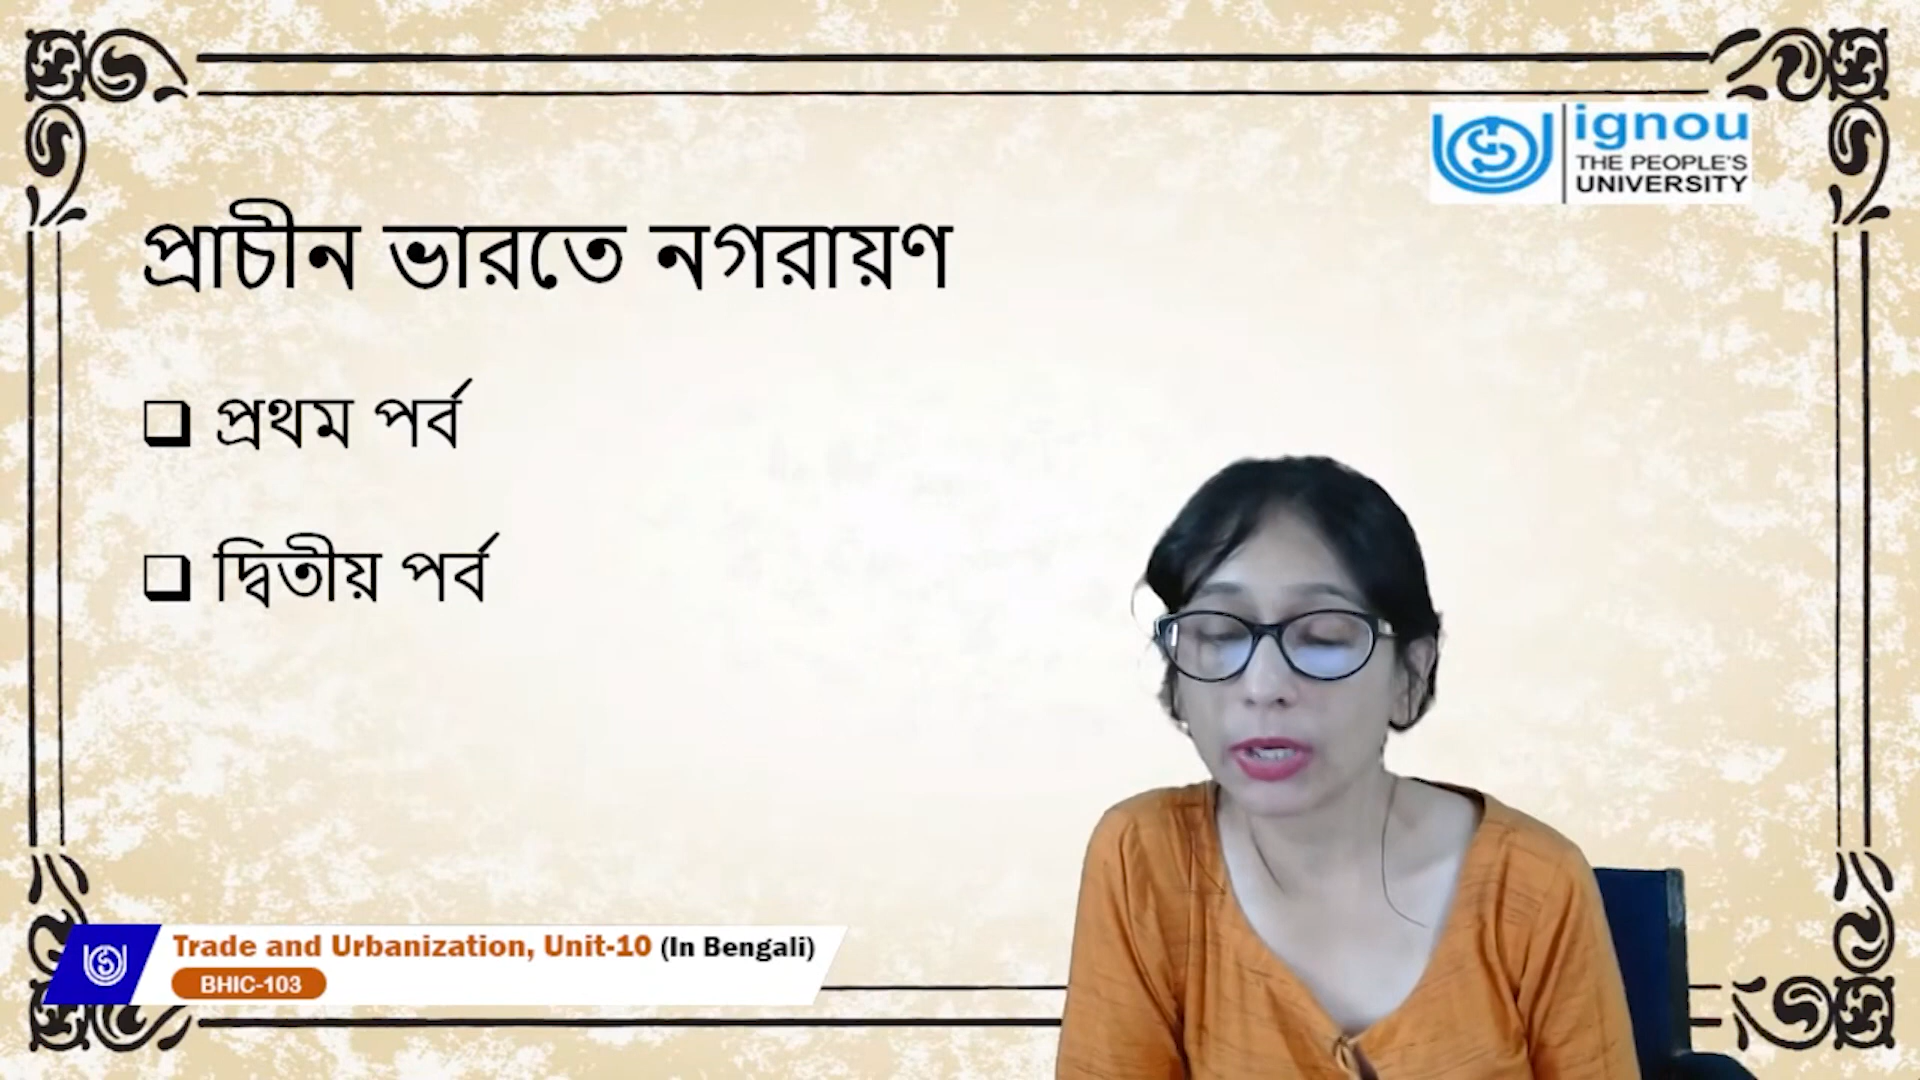 ignou
THE PEOPLE'S
UNIVERSITY
প্রাচীন ভারতে নগরায়ণ
প্রথম পর্ব
দ্বিতীয় পর্ব
Trade and Urbanization, Unit-10 (In Bengali)
BHIC-103